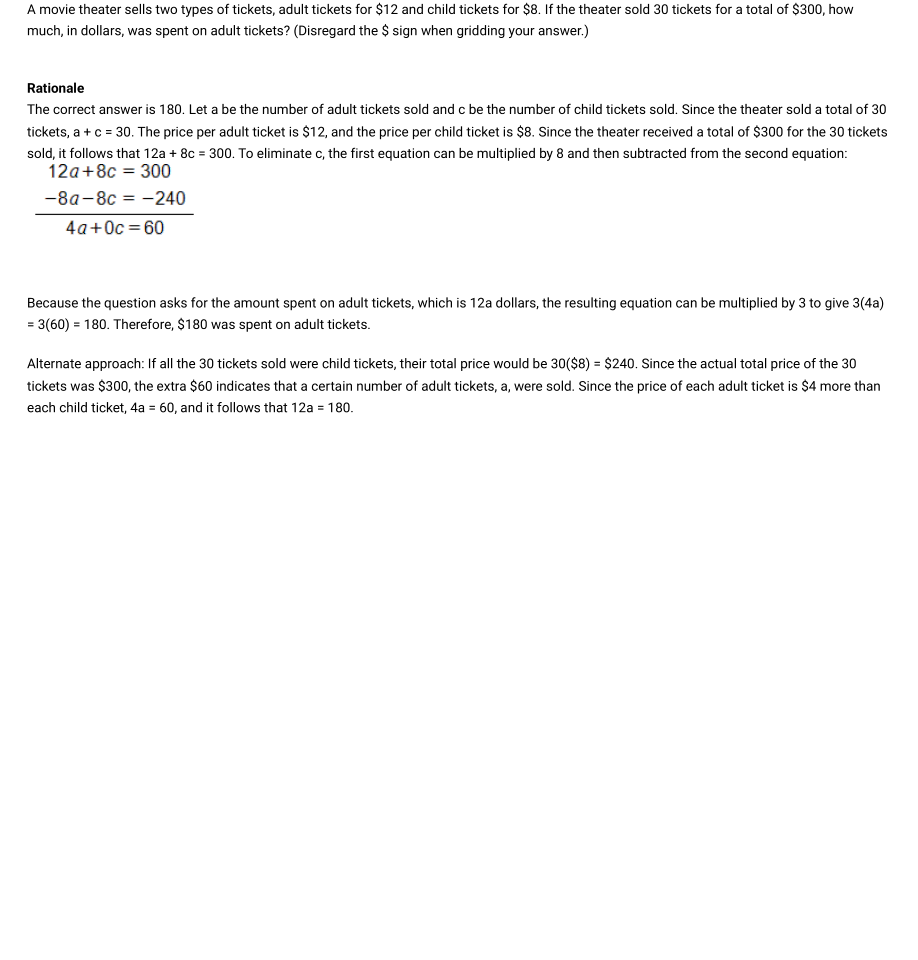 A movie theater sells two types of tickets, adult tickets for $12 and child tickets for $8. If the theater sold 30 tickets for a total of $300, how
much, in dollars, was spent on adult tickets? (Disregard the $ sign when gridding your answer.)
Rationale
The correct answer is 180. Let a be the number of adult tickets sold and c be the number of child tickets sold. Since the theater sold a total of 30
tickets, a + c = 30. The price per adult ticket is $12, and the price per child ticket is $8. Since the theater received a total of $300 for the 30 tickets
sold, it follows that 12a + 8c = 300. To eliminate c, the first equation can be multiplied by 8 and then subtracted from the second equation:
12a+8c = 300
−8a−8c = −240
4a+0c=60
Because the question asks for the amount spent on adult tickets, which is 12a dollars, the resulting equation can be multiplied by 3 to give 3(4a)
= 3(60) = 180. Therefore, $180 was spent on adult tickets.
Alternate approach: If all the 30 tickets sold were child tickets, their total price would be 30($8) = $240. Since the actual total price of the 30
tickets was $300, the extra $60 indicates that a certain number of adult tickets, a, were sold. Since the price of each adult ticket is $4 more than
each child ticket, 4a = 60, and it follows that 12a = 180.